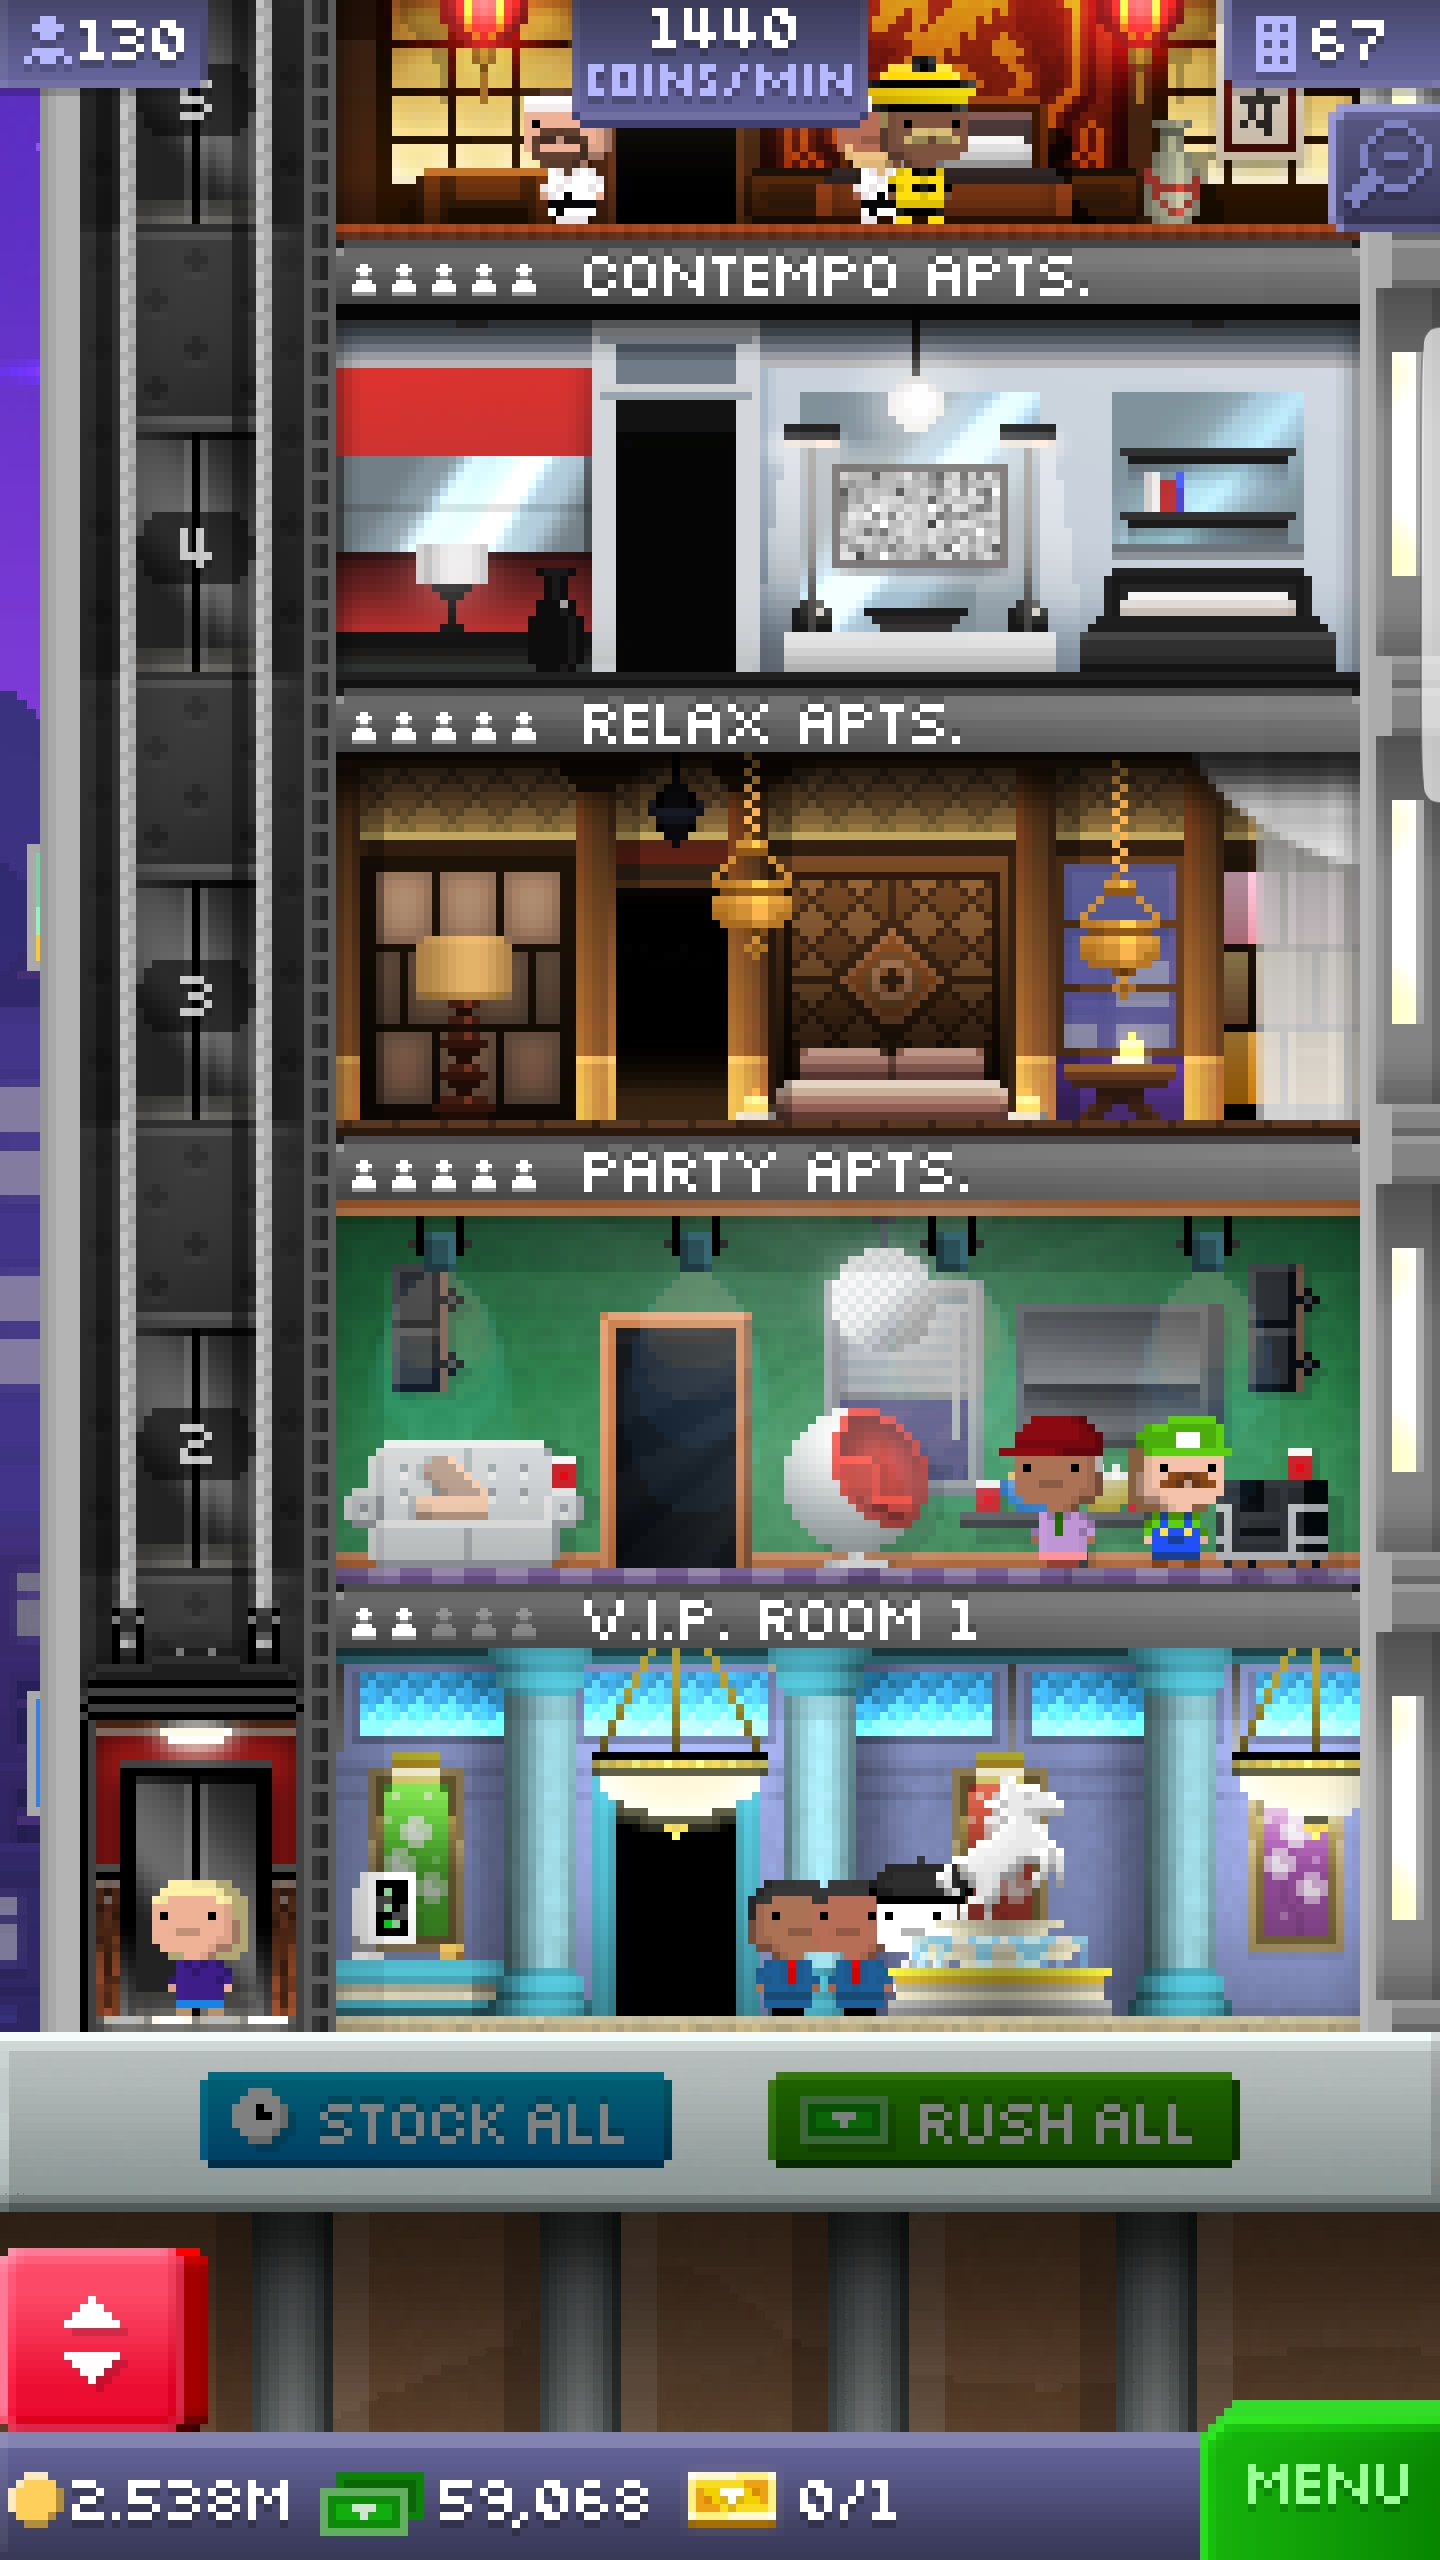 130
1440
COINS/MIN
67
5
CONTEMPO APTS.
4
RELAX APTS.
3
PARTY APTS.
2
V.I.P. ROOM 1
STOCK ALL
RUSH ALL
2.538M
59,068
0/1
MENU